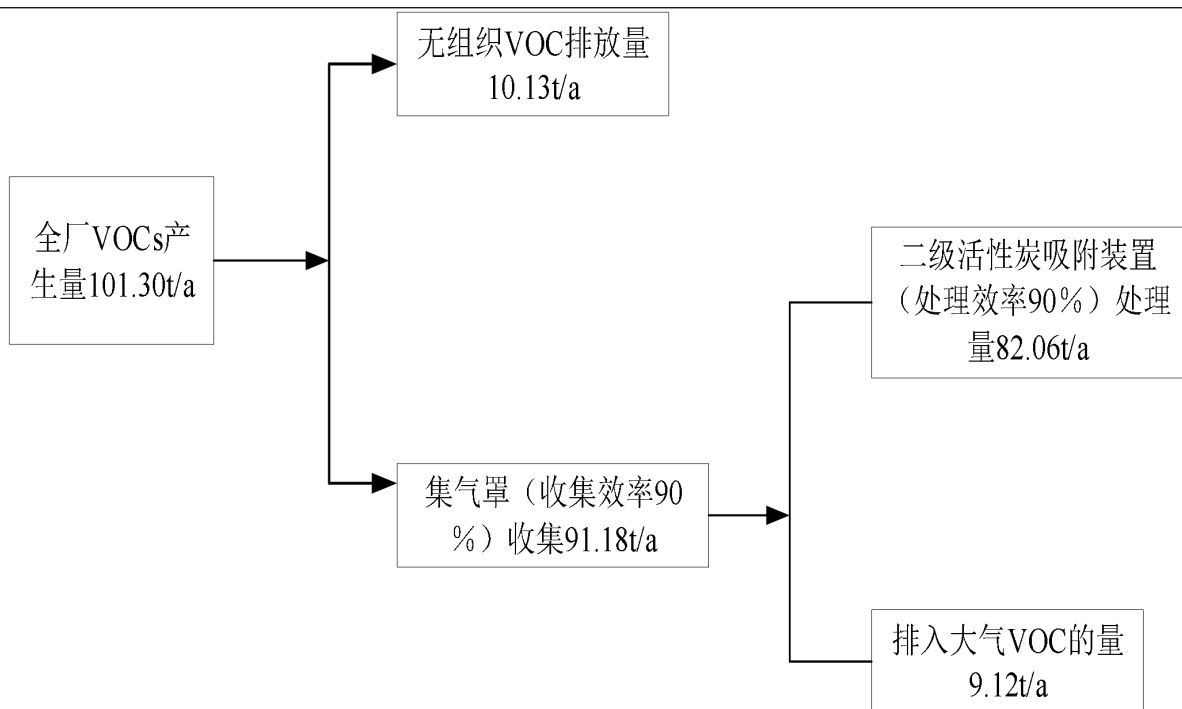 无组织VOC排放量
10.13t/a
全厂VOCs产
生量101.30t/a
二级活性炭吸附装置
（处理效率90%）处理
量82.06t/a
集气罩（收集效率90
%）收集91.18t/a
排入大气VOC的量
9.12t/a